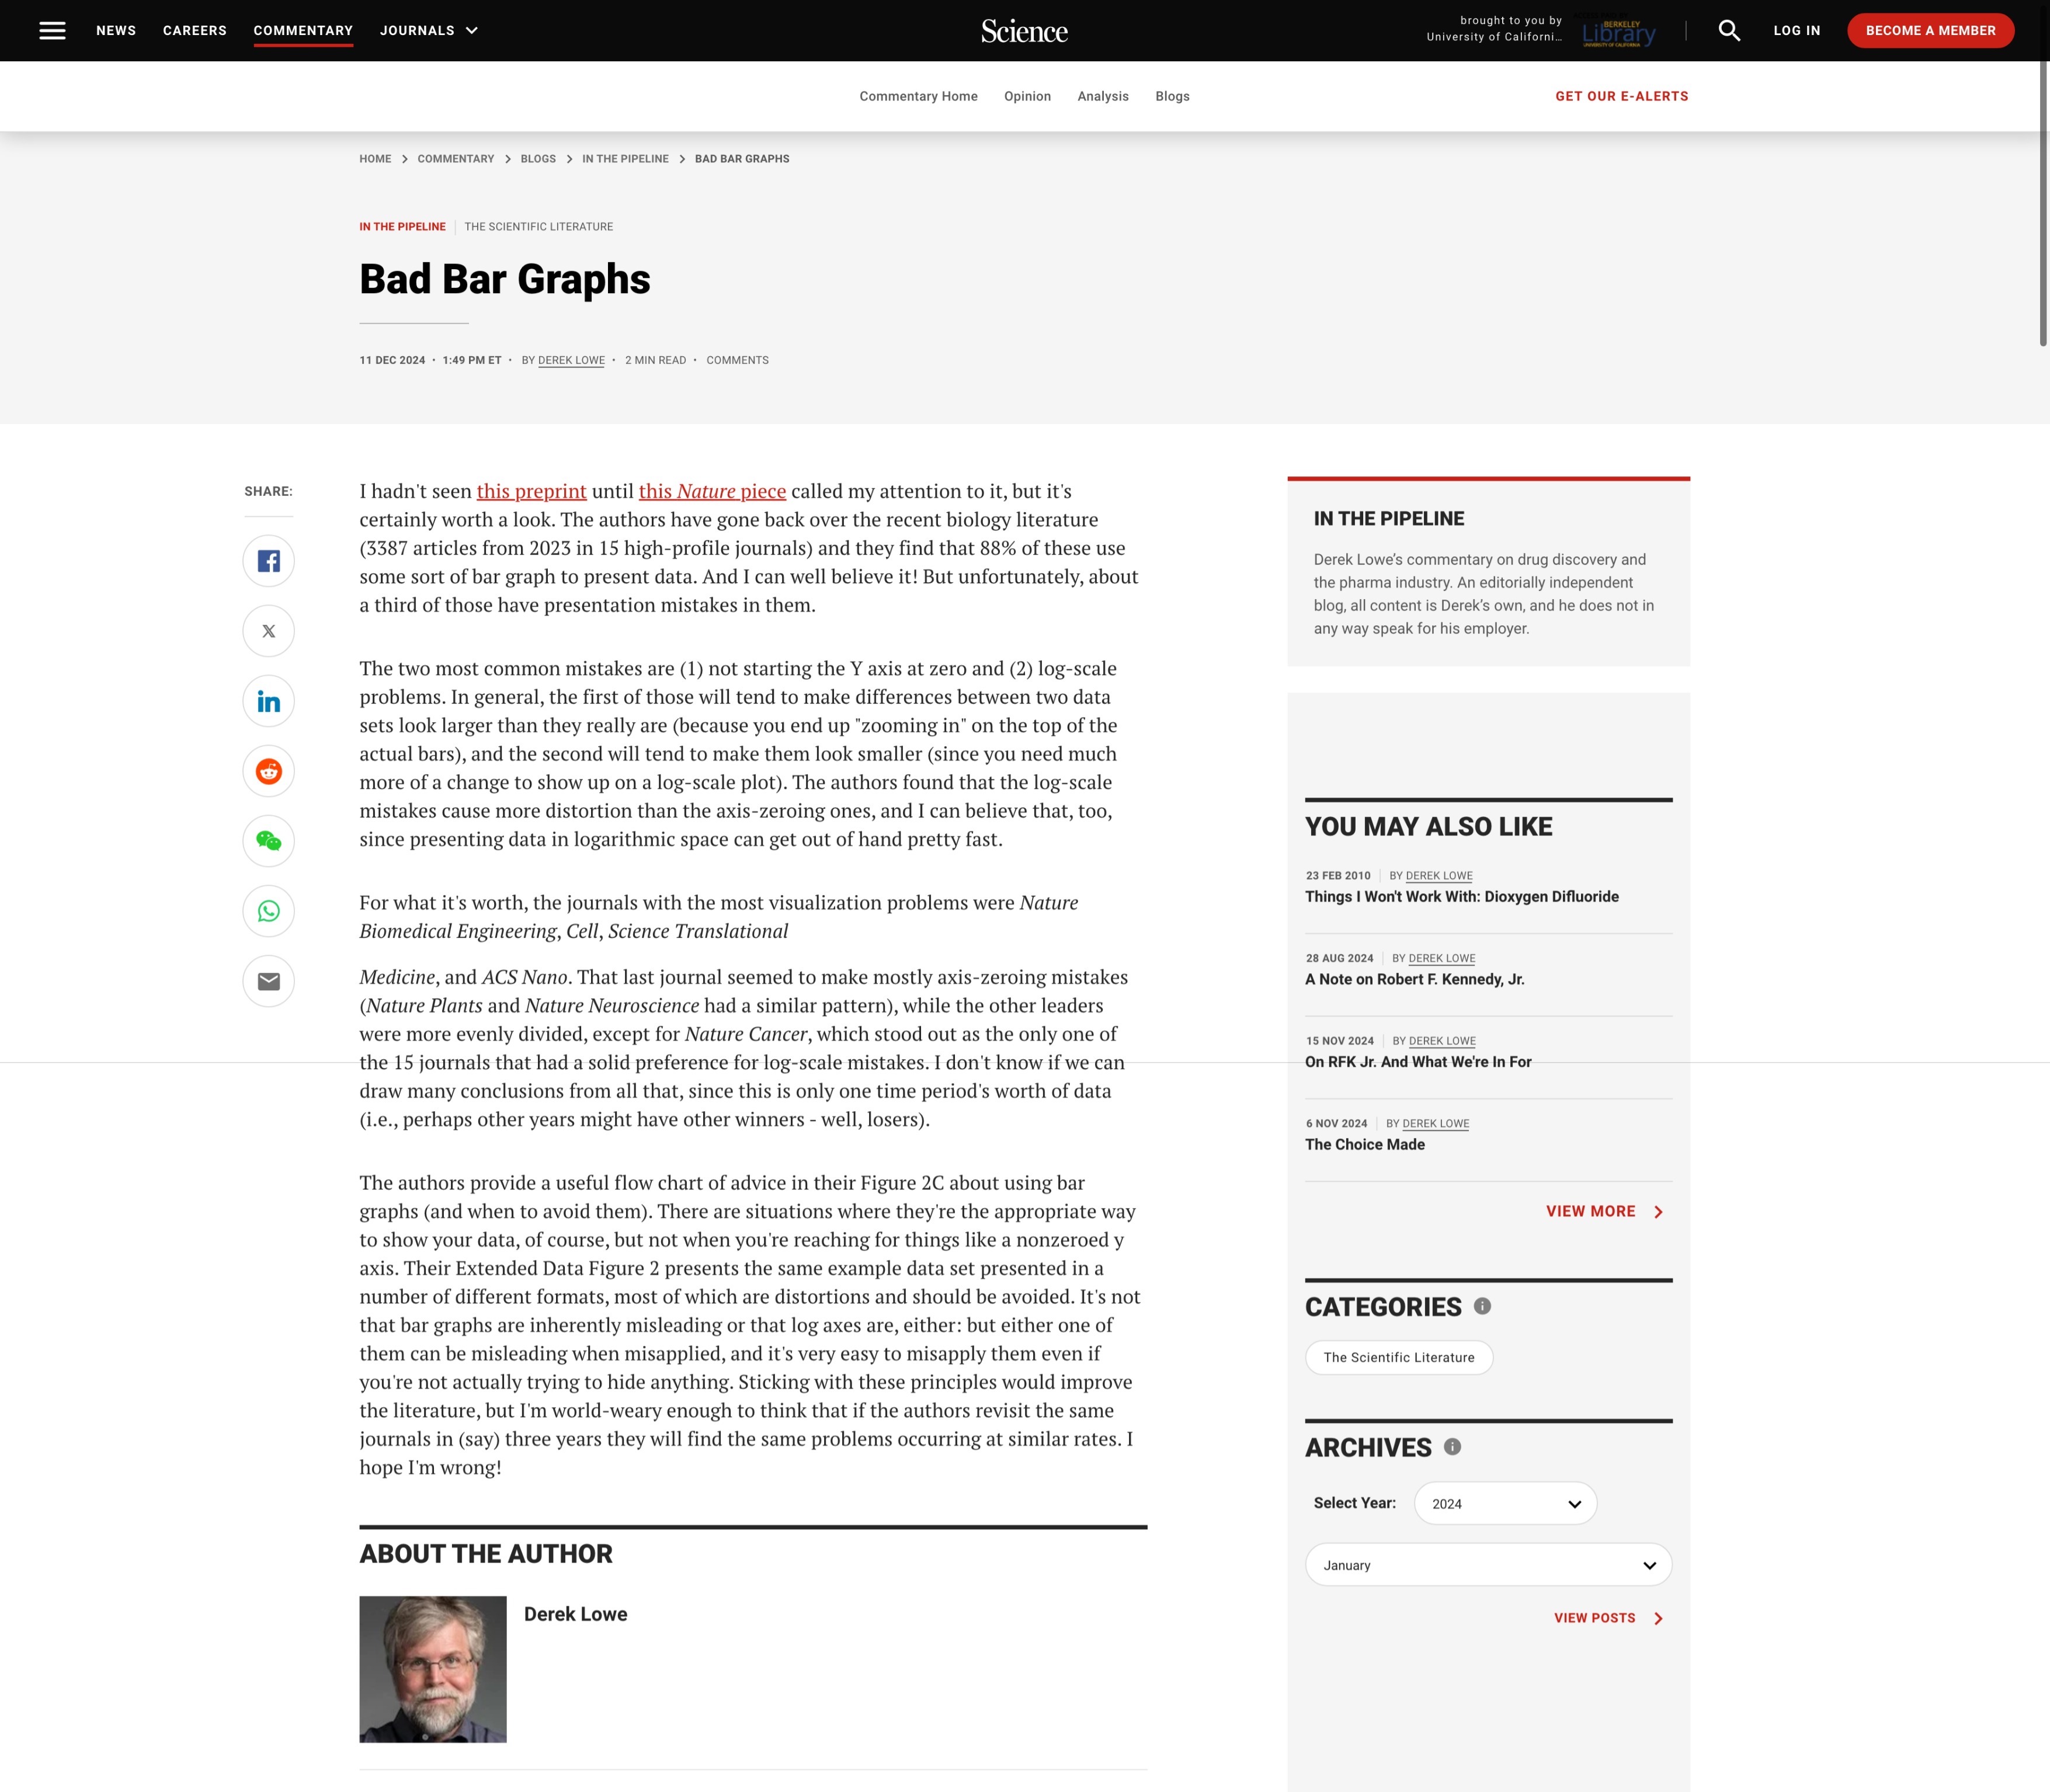 NEWS CAREERS COMMENTARY JOURNALS
Science
brought to you by
University of Californi...
BERKELEY
Library
UNIVERSITY OF CALIFORNIA
LOG IN
BECOME A MEMBER
Commentary Home Opinion Analysis Blogs
GET OUR E-ALERTS
HOME > COMMENTARY > BLOGS > IN THE PIPELINE > BAD BAR GRAPHS
IN THE PIPELINE | THE SCIENTIFIC LITERATURE
Bad Bar Graphs
11 DEC 2024 • 1:49 PM ET • BY DEREK LOWE • 2 MIN READ • COMMENTS
SHARE:
I hadn't seen this preprint until this Nature piece called my attention to it, but it's
certainly worth a look. The authors have gone back over the recent biology literature
(3387 articles from 2023 in 15 high-profile journals) and they find that 88% of these use
some sort of bar graph to present data. And I can well believe it! But unfortunately, about
a third of those have presentation mistakes in them.
The two most common mistakes are (1) not starting the Y axis at zero and (2) log-scale
problems. In general, the first of those will tend to make differences between two data
sets look larger than they really are (because you end up "zooming in" on the top of the
actual bars), and the second will tend to make them look smaller (since you need much
more of a change to show up on a log-scale plot). The authors found that the log-scale
mistakes cause more distortion than the axis-zeroing ones, and I can believe that, too,
since presenting data in logarithmic space can get out of hand pretty fast.
For what it's worth, the journals with the most visualization problems were Nature
Biomedical Engineering, Cell, Science Translational
Medicine, and ACS Nano. That last journal seemed to make mostly axis-zeroing mistakes
(Nature Plants and Nature Neuroscience had a similar pattern), while the other leaders
were more evenly divided, except for Nature Cancer, which stood out as the only one of
the 15 journals that had a solid preference for log-scale mistakes. I don't know if we can
draw many conclusions from all that, since this is only one time period's worth of data
(i.e., perhaps other years might have other winners - well, losers).
The authors provide a useful flow chart of advice in their Figure 2C about using bar
graphs (and when to avoid them). There are situations where they're the appropriate way
to show your data, of course, but not when you're reaching for things like a nonzeroed y
axis. Their Extended Data Figure 2 presents the same example data set presented in a
number of different formats, most of which are distortions and should be avoided. It's not
that bar graphs are inherently misleading or that log axes are, either: but either one of
them can be misleading when misapplied, and it's very easy to misapply them even if
you're not actually trying to hide anything. Sticking with these principles would improve
the literature, but I'm world-weary enough to think that if the authors revisit the same
journals in (say) three years they will find the same problems occurring at similar rates. I
hope I'm wrong!
ABOUT THE AUTHOR
Derek Lowe
IN THE PIPELINE
Derek Lowe’s commentary on drug discovery and
the pharma industry. An editorially independent
blog, all content is Derek’s own, and he does not in
any way speak for his employer.
YOU MAY ALSO LIKE
23 FEB 2010 | BY DEREK LOWE
Things I Won't Work With: Dioxygen Difluoride
28 AUG 2024 | BY DEREK LOWE
A Note on Robert F. Kennedy, Jr.
15 NOV 2024 | BY DEREK LOWE
On RFK Jr. And What We're In For
6 NOV 2024 | BY DEREK LOWE
The Choice Made
VIEW MORE
CATEGORIES
The Scientific Literature
ARCHIVES
Select Year: 2024
January
VIEW POSTS